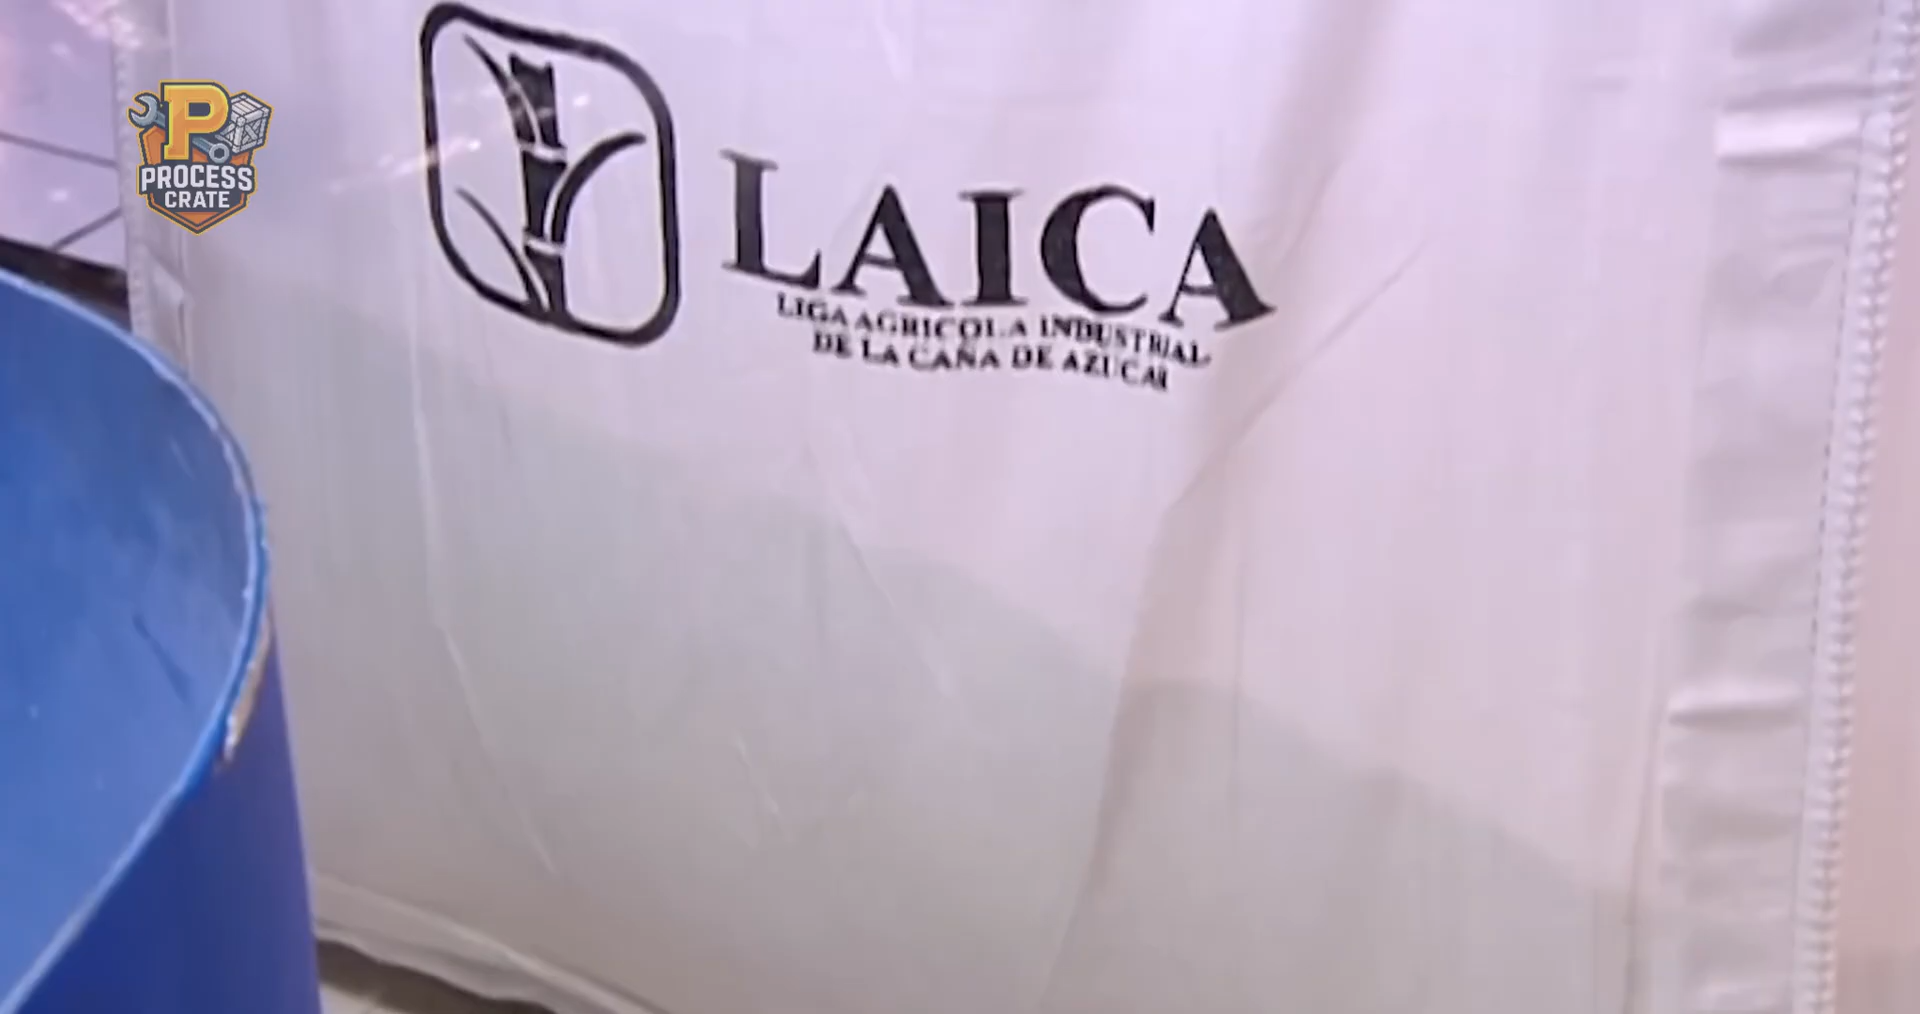 P
PROCESS
CRATE
LAICA
LIGA AGRICOLA INDUSTRIAL
DE LA CAÑA DE AZUCAR